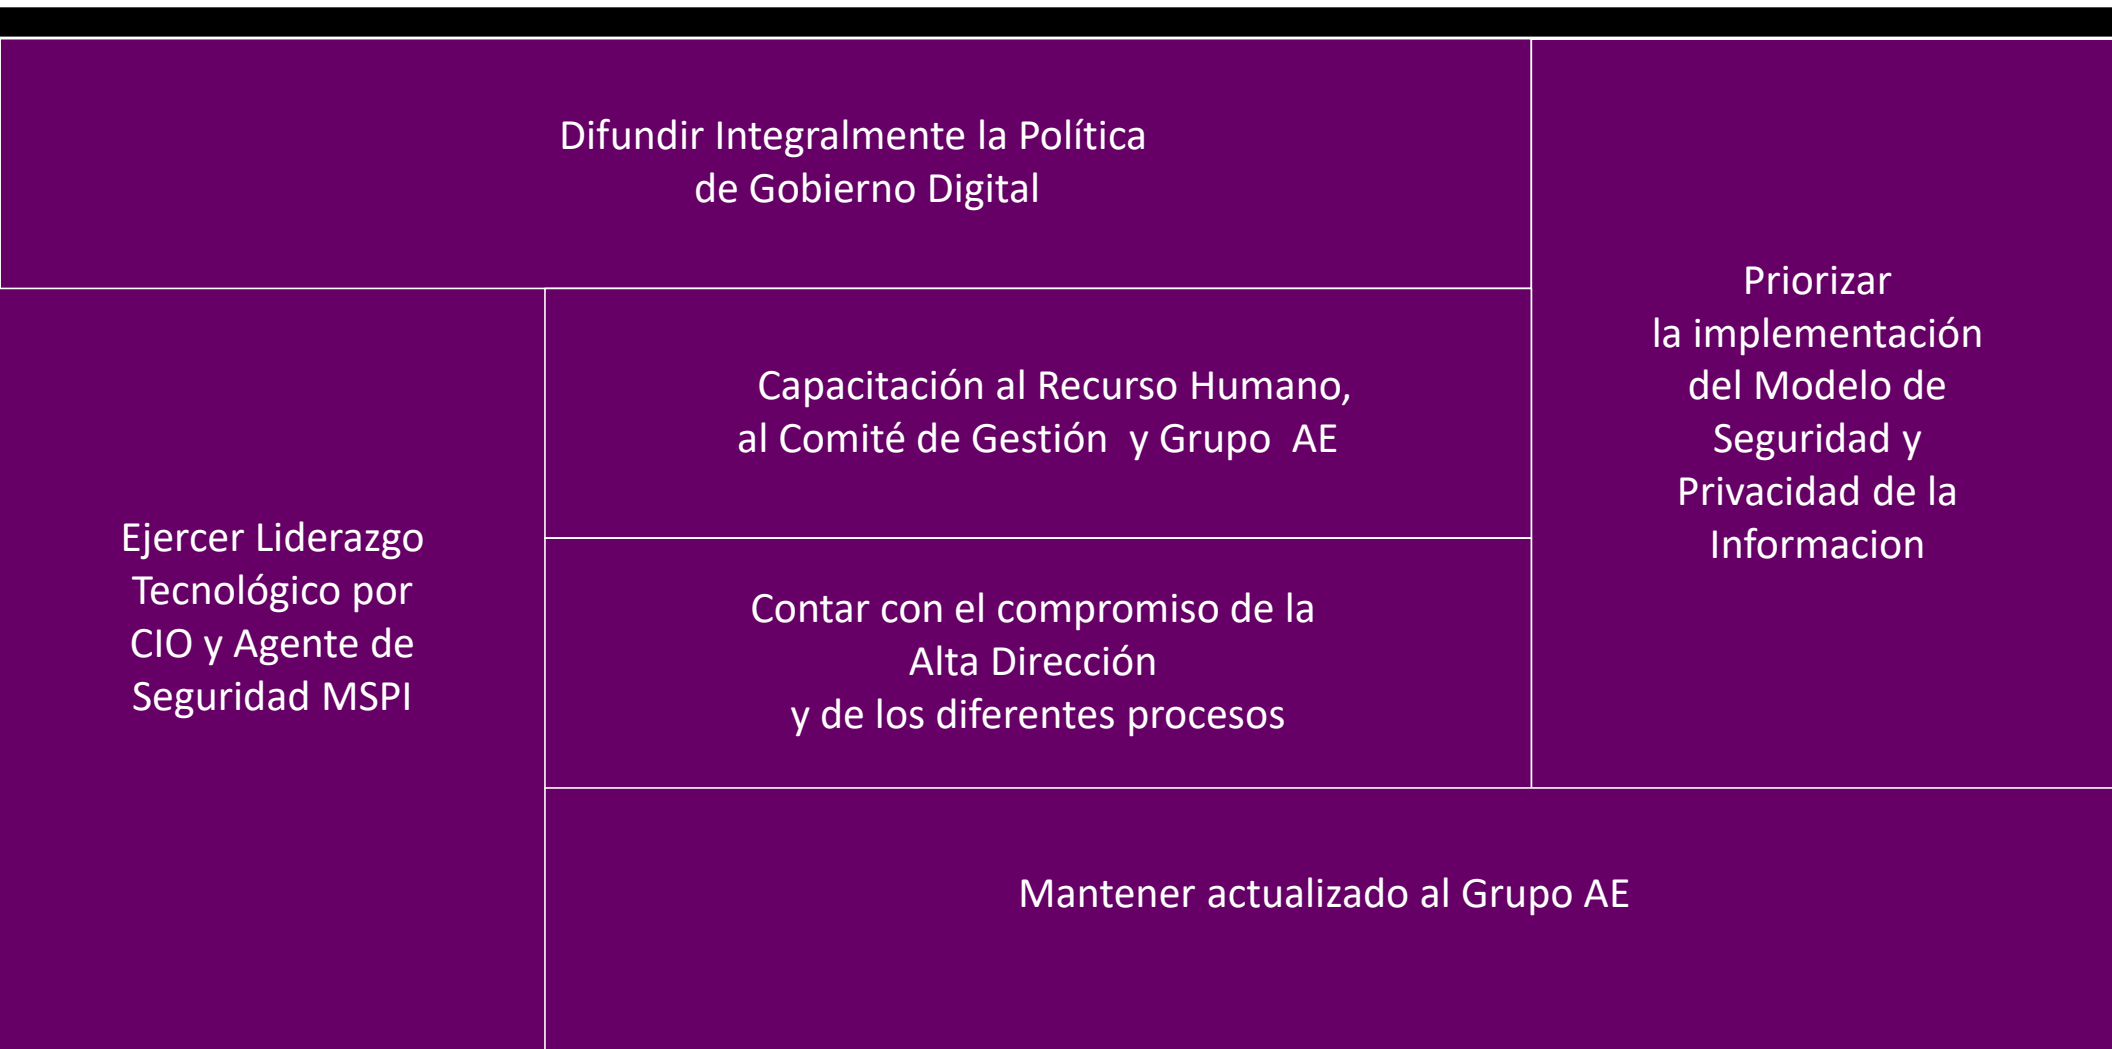 Difundir Integralmente la Política
de Gobierno Digital
Priorizar
la implementación
del Modelo de
Seguridad y
Privacidad de la
Informacion
Capacitación al Recurso Humano,
al Comité de Gestión  y Grupo  AE
Ejercer Liderazgo
Tecnológico por
CIO y Agente de
Seguridad MSPI
Contar con el compromiso de la
Alta Dirección
y de los diferentes procesos
Mantener actualizado al Grupo AE